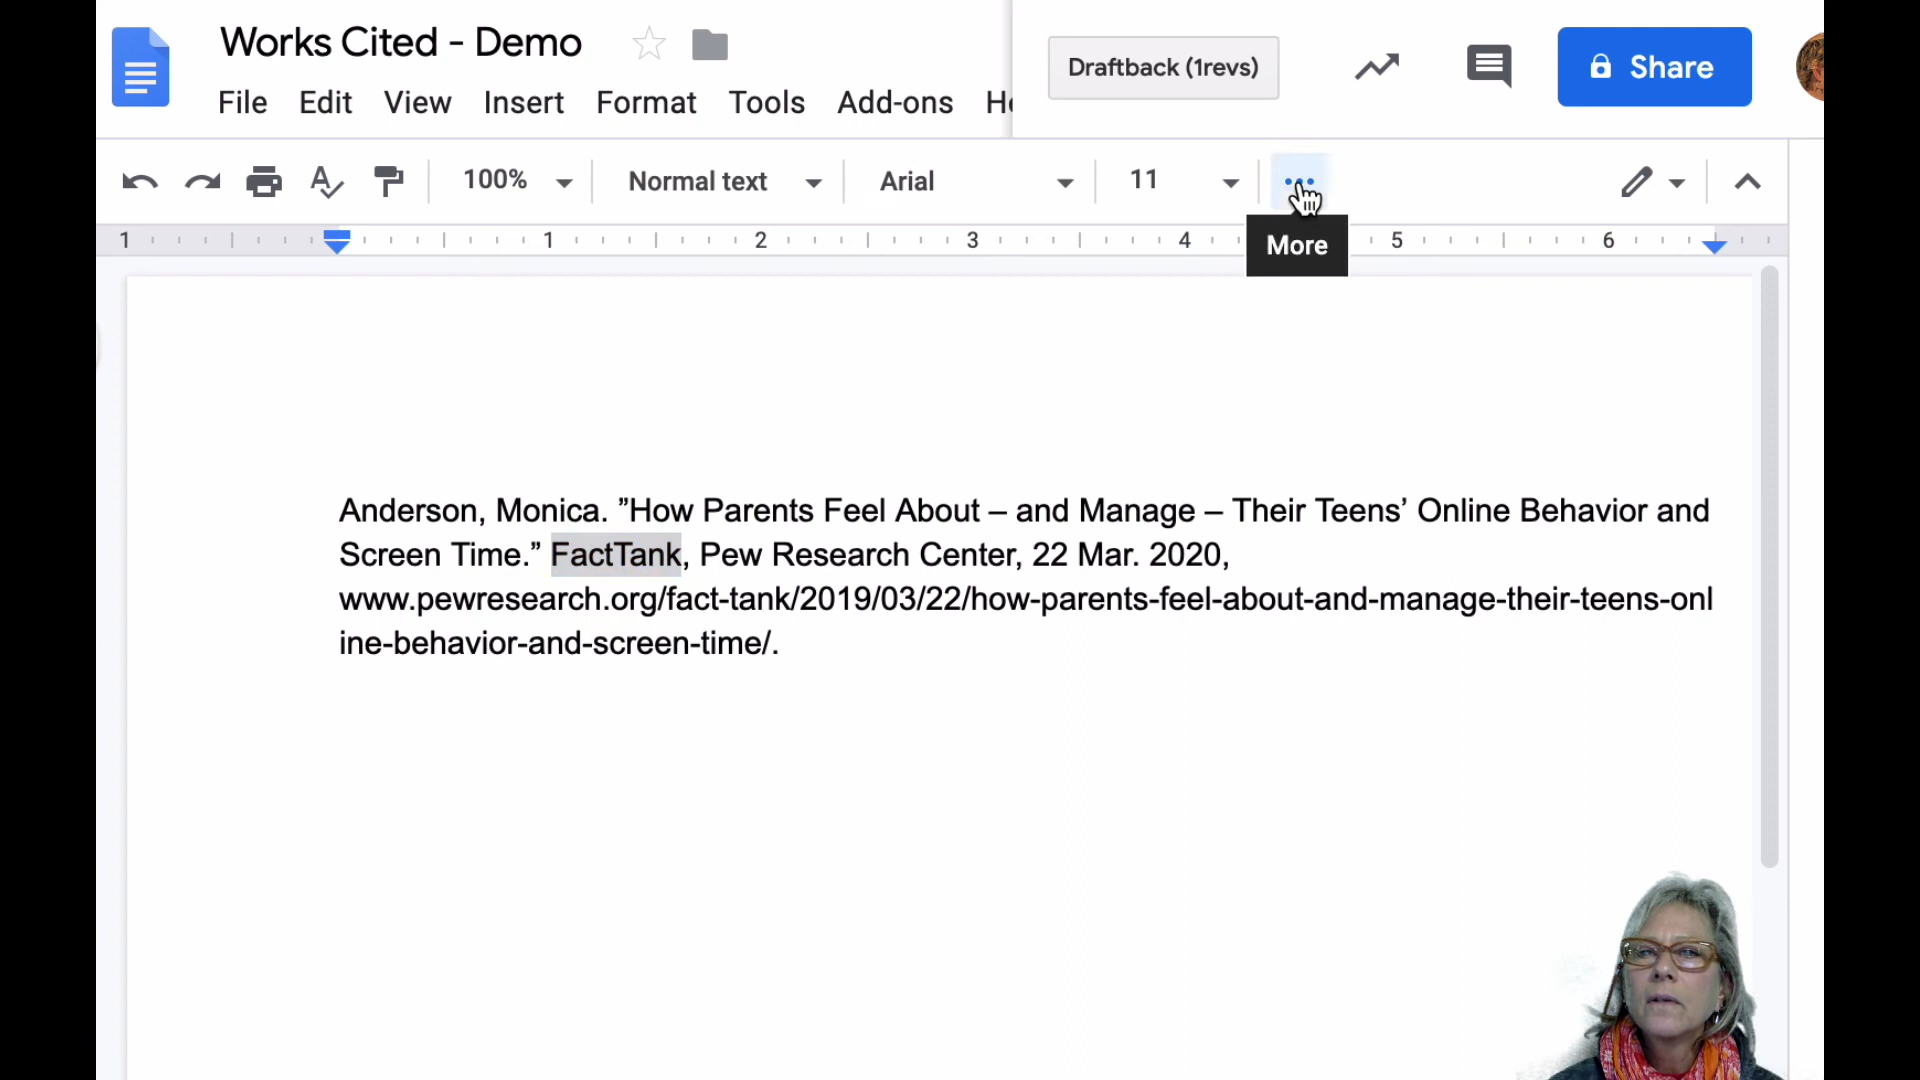 Works Cited - Demo
Draftback (1revs)
Share
File Edit View Insert Format Tools Add-ons
100% Normal text Arial 11
More
1 1 2 3 4 5 6
Anderson, Monica. ”How Parents Feel About – and Manage – Their Teens’ Online Behavior and
Screen Time.” FactTank, Pew Research Center, 22 Mar. 2020,
www.pewresearch.org/fact-tank/2019/03/22/how-parents-feel-about-and-manage-their-teens-onl
ine-behavior-and-screen-time/.